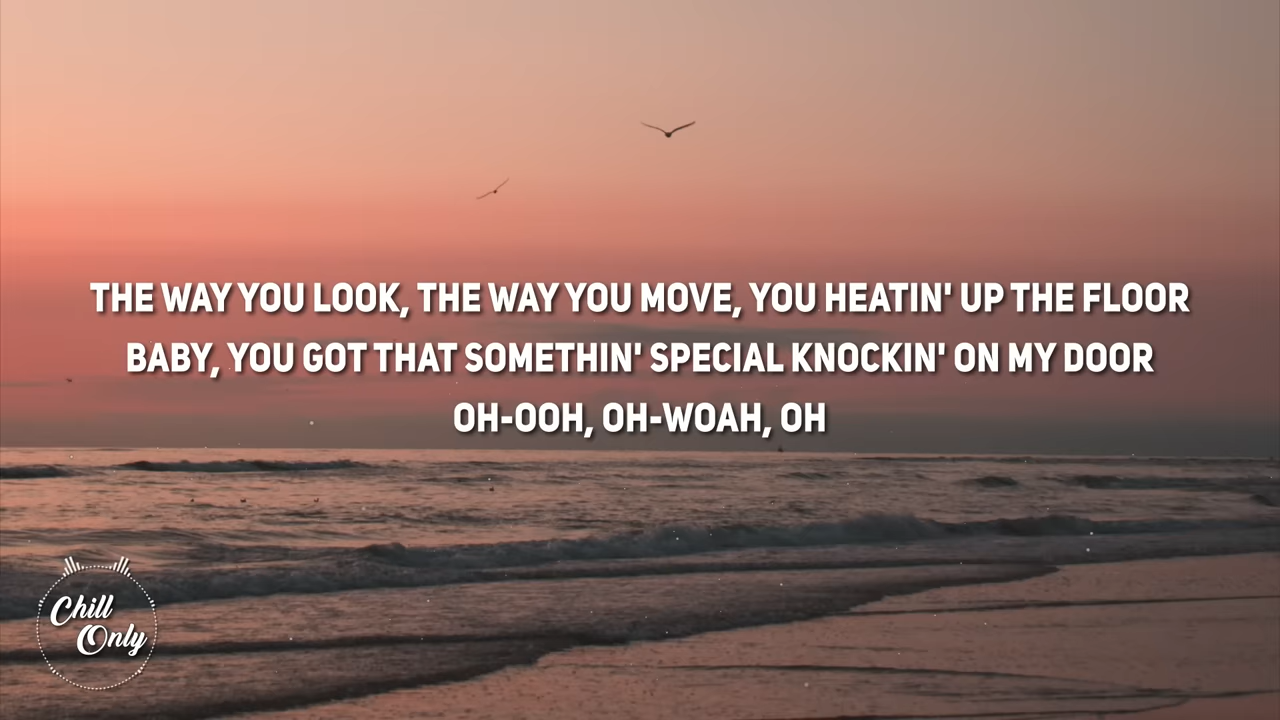 THE WAY YOU LOOK, THE WAY YOU MOVE, YOU HEATIN' UP THE FLOOR
BABY, YOU GOT THAT SOMETHIN' SPECIAL KNOCKIN' ON MY DOOR
OH-OOH, OH-WOAH, OH
Chill
Only